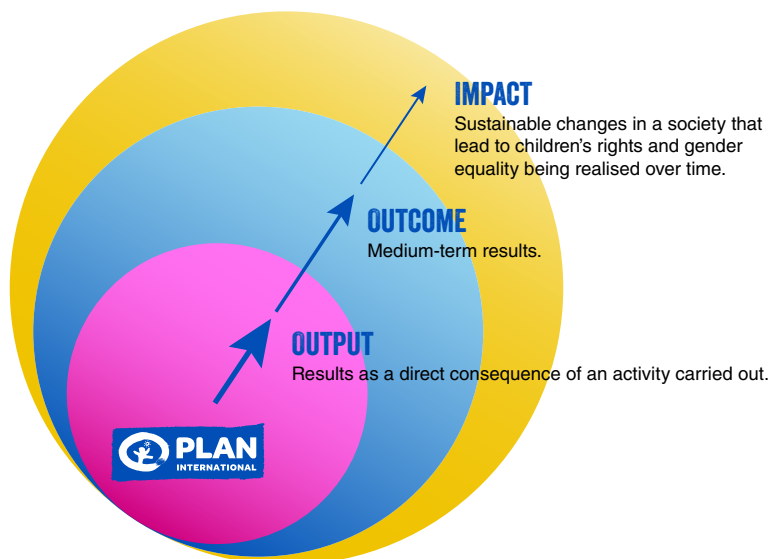 IMPACT
Sustainable changes in a society that
lead to children’s rights and gender
equality being realised over time.
OUTCOME
Medium-term results.
OUTPUT
Results as a direct consequence of an activity carried out.
PLAN
INTERNATIONAL